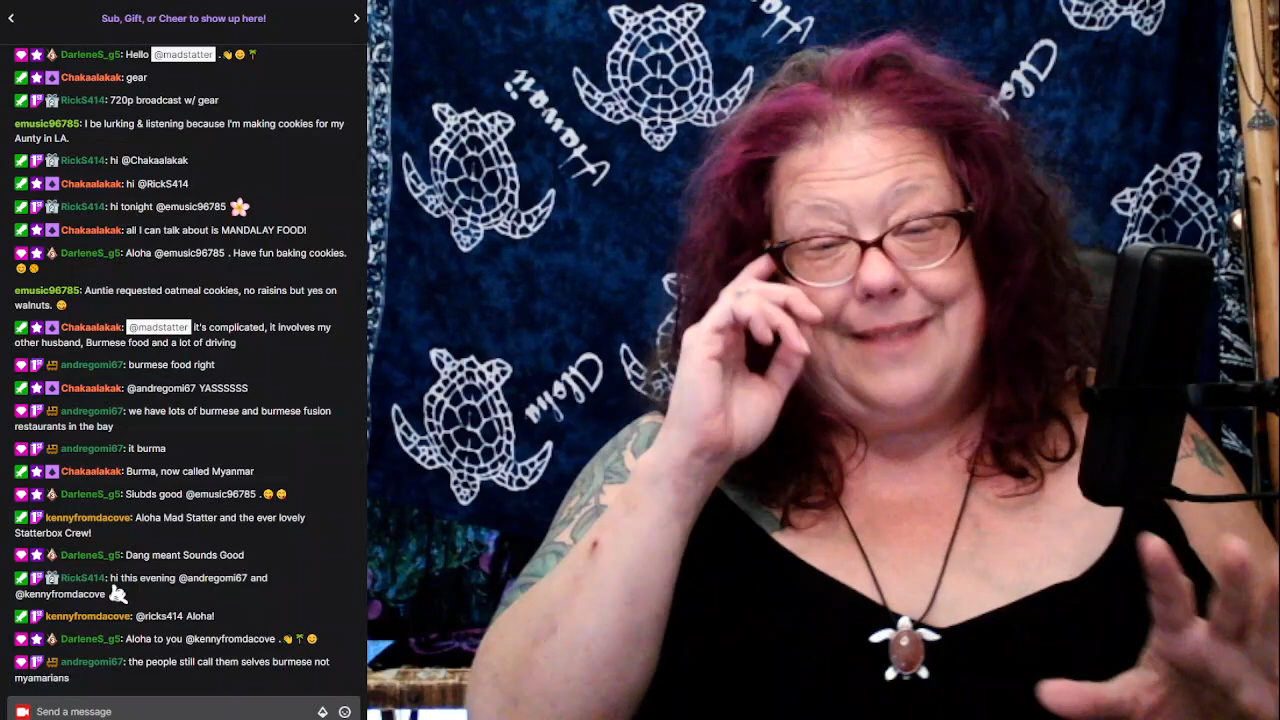 Sub, Gift, or Cheer to show up here!
DarleneS_g5: Hello @madstatter .
Chakaalakak: gear
RickS414: 720p broadcast w/ gear
emusic96785: I be lurking & listening because I'm making cookies for my
Aunty in LA.
RickS414: hi @Chakaalakak
Chakaalakak: hi @RickS414
RickS414: hi tonight @emusic96785
Chakaalakak: all I can talk about is MANDALAY FOOD!
DarleneS_g5: Aloha @emusic96785 . Have fun baking cookies.
emusic96785: Auntie requested oatmeal cookies, no raisins but yes on
walnuts.
Chakaalakak: @madstatter it's complicated, it involves my
other husband, Burmese food and a lot of driving
andregomi67: burmese food right
Chakaalakak: @andregomi67 YASSSSSS
andregomi67: we have lots of burmese and burmese fusion
restaurants in the bay
andregomi67: it burma
Chakaalakak: Burma, now called Myanmar
DarleneS_g5: Slubds good @emusic96785 .
kennyfromdacove: Aloha Mad Statter and the ever lovely
Statterbox Crew!
DarleneS_g5: Dang meant Sounds Good
RickS414: hi this evening @andregomi67 and
@kennyfromdacove
kennyfromdacove: @ricks414 Aloha!
DarleneS_g5: Aloha to you @kennyfromdacove .
andregomi67: the people still call them selves burmese not
myamarians
Send a message
Hawaii
Hawaii
Aloha
Aloha